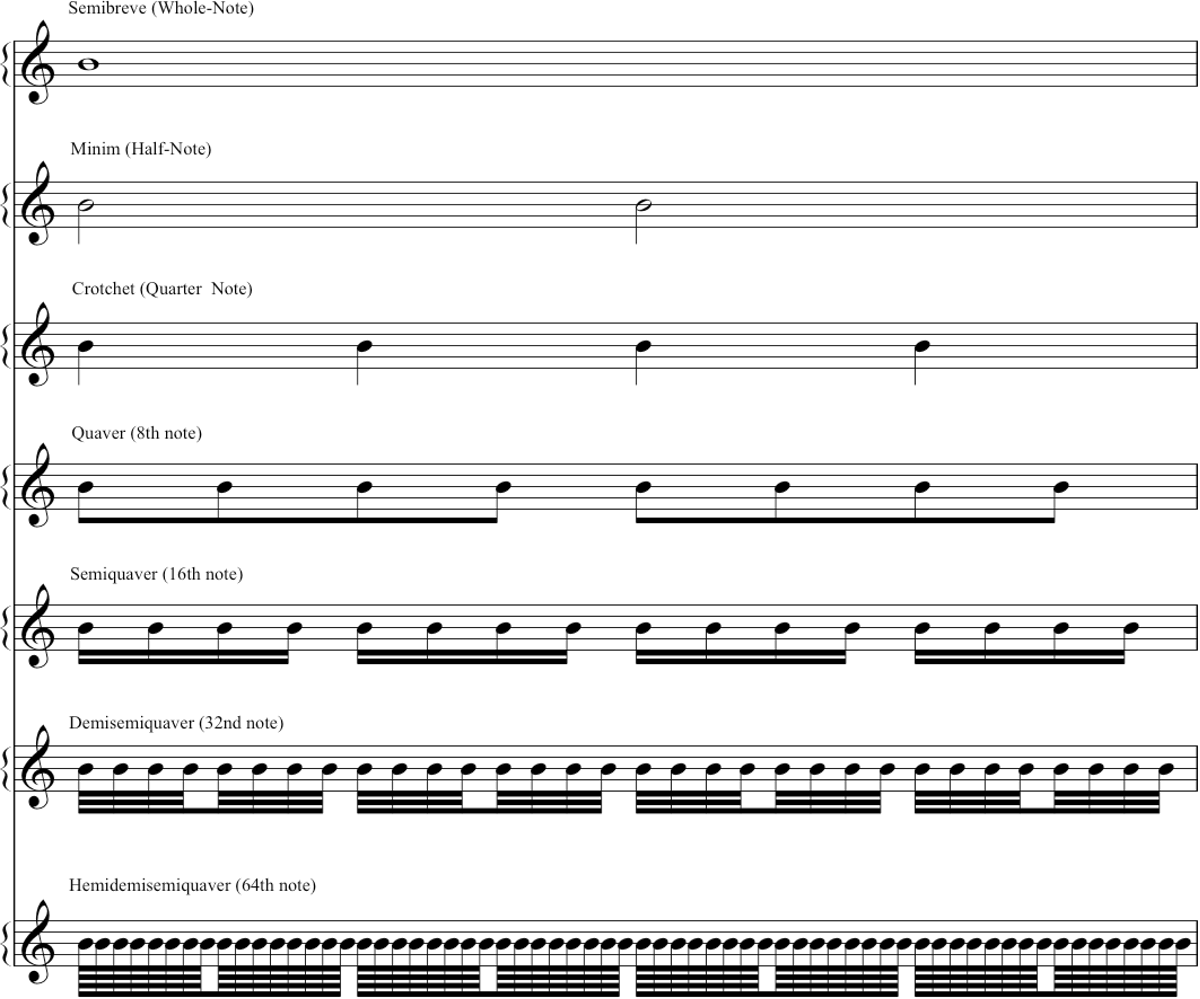 Semibreve (Whole-Note)
Minim (Half-Note)
Crotchet (Quarter  Note)
Quaver (8th note)
Semiquaver (16th note)
Demisemiquaver (32nd note)
Hemidemisemiquaver (64th note)